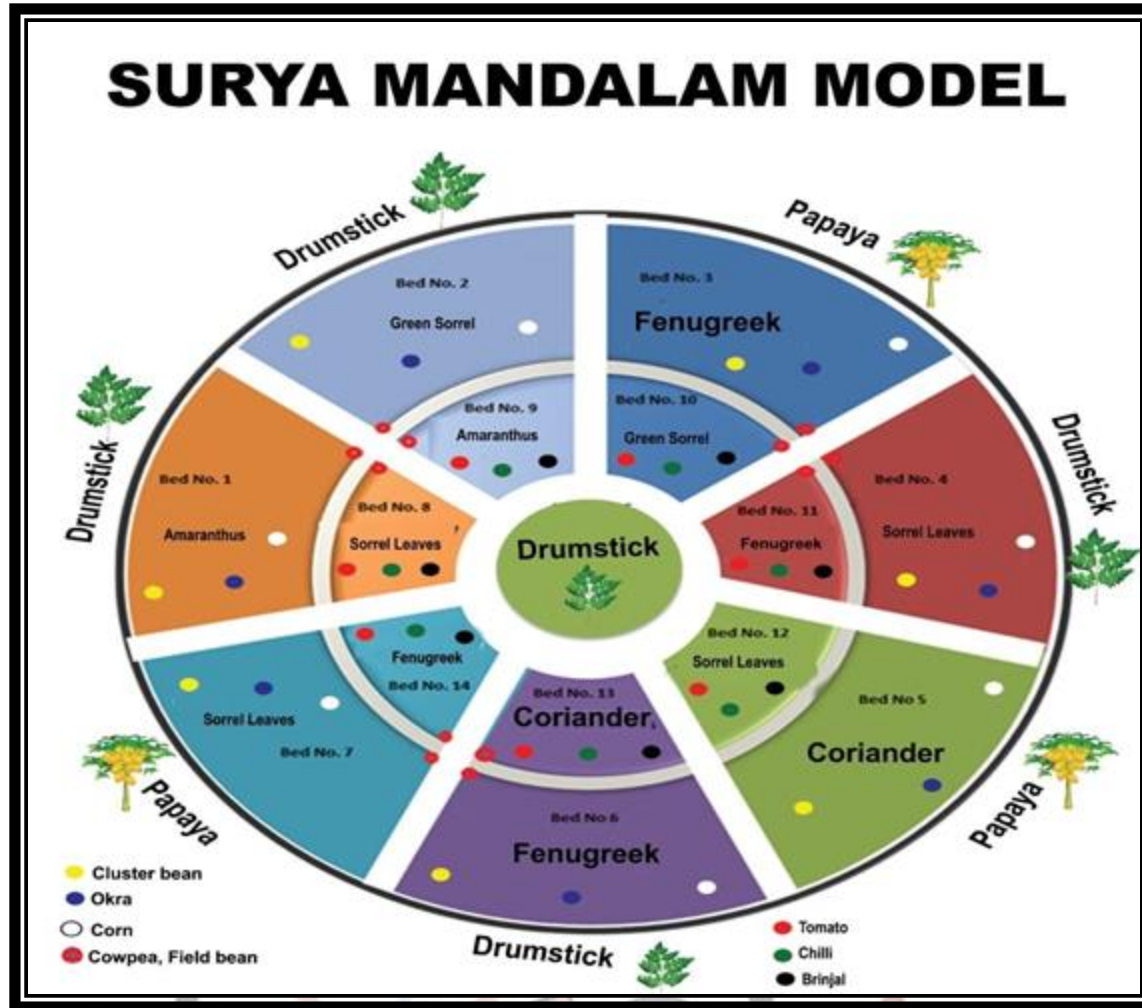 SURYA MANDALAM MODEL
Drumstick
Papaya
Drumstick
Drumstick
Bed No. 2
Green Sorrel
Bed No. 3
Fenugreek
Bed No. 9
Amaranthus
Bed No. 10
Green Sorrel
Bed No. 1
Amaranthus
Bed No. 8
Sorrel Leaves
Drumstick
Bed No. 11
Fenugreek
Bed No. 4
Sorrel Leaves
Fenugreek
Bed No. 14
Sorrel Leaves
Bed No. 7
Bed No. 13
Coriander
Bed No. 12
Sorrel Leaves
Bed No 5
Coriander
Bed No 6
Fenugreek
Papaya
Papaya
Drumstick
Cluster bean
Okra
Corn
Cowpea, Field bean
Tomato
Chilli
Brinjal